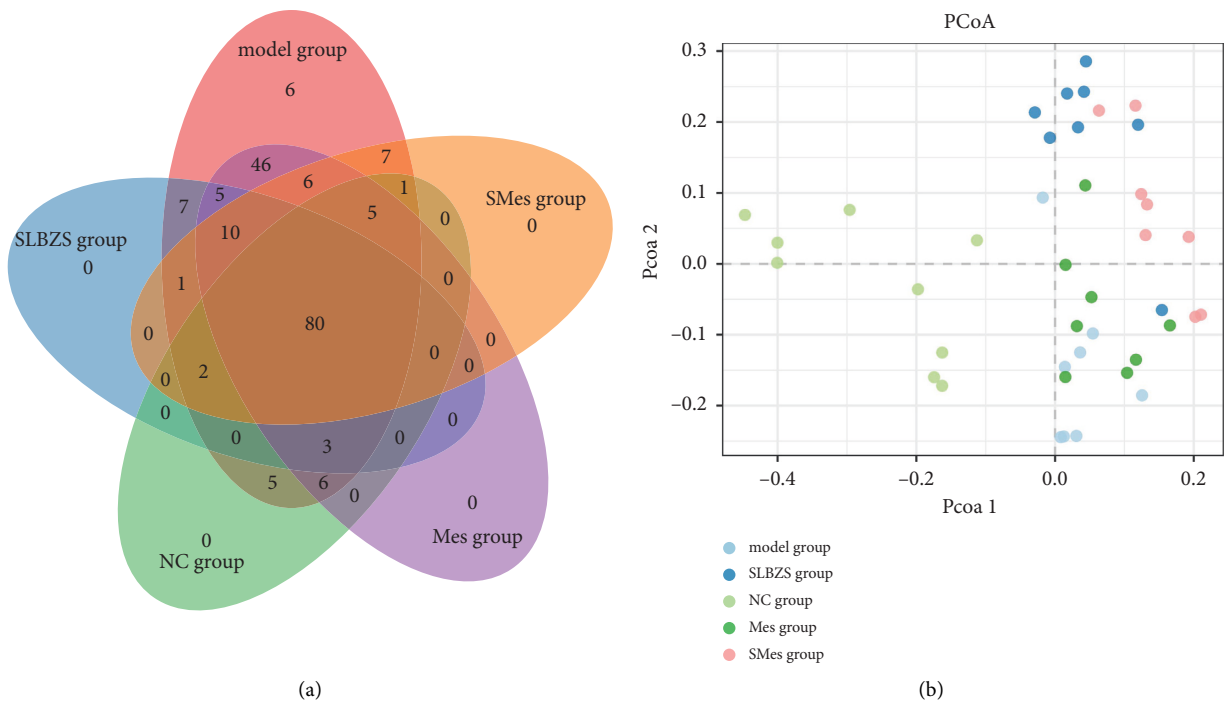 model group
6
46
6
7
1
5
7
5
10
SMes group
0
0
SLBZS group
0
1
0
80
0
0
0
0
2
0
0
0
0
3
0
5
6
0
0
NC group
0
Mes group
(a)
PCoA
0.3
0.2
0.1
0.0
−0.1
−0.2
Pcoa 2
−0.4
−0.2
0.0
0.2
Pcoa 1
model group
SLBZS group
NC group
Mes group
SMes group
(b)